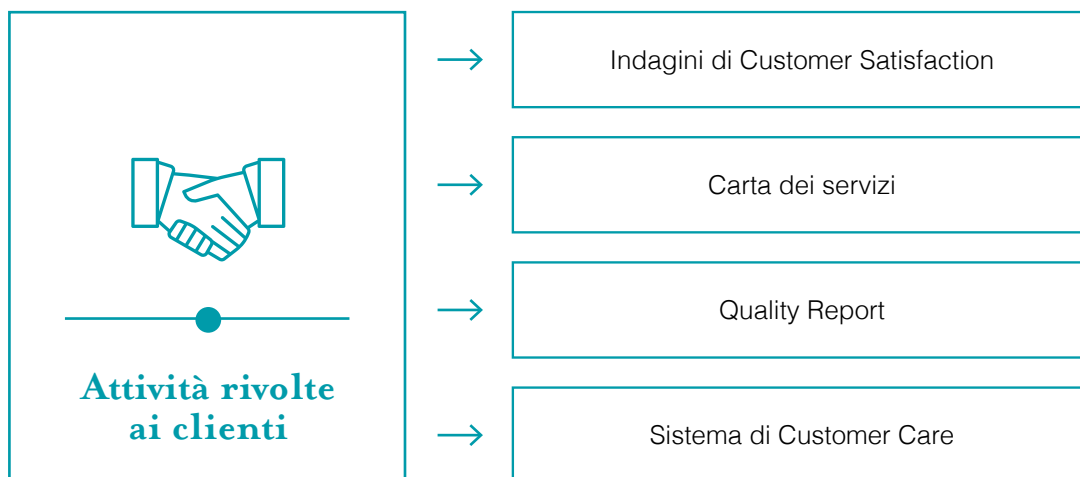 Attività rivolte
ai clienti
Indagini di Customer Satisfaction
Carta dei servizi
Quality Report
Sistema di Customer Care